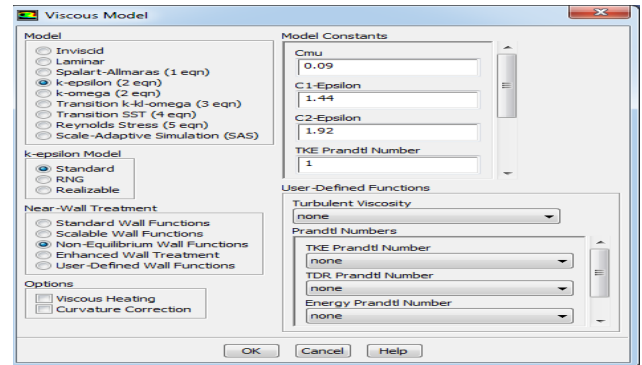 Viscous Model
Model
Inviscid
Laminar
Spalart-Allmaras (1 eqn)
k-epsilon (2 eqn)
k-omega (2 eqn)
Transition k-kl-omega (3 eqn)
Transition SST (4 eqn)
Reynolds Stress (5 eqn)
Scale-Adaptive Simulation (SAS)
k-epsilon Model
Standard
RNG
Realizable
Near-Wall Treatment
Standard Wall Functions
Scalable Wall Functions
Non-Equilibrium Wall Functions
Enhanced Wall Treatment
User-Defined Wall Functions
Options
Viscous Heating
Curvature Correction
Model Constants
Cmu
0.09
C1-Epsilon
1.44
C2-Epsilon
1.92
TKE Prandtl Number
1
User-Defined Functions
Turbulent Viscosity
none
Prandtl Numbers
TKE Prandtl Number
none
TDR Prandtl Number
none
Energy Prandtl Number
none
OK Cancel Help